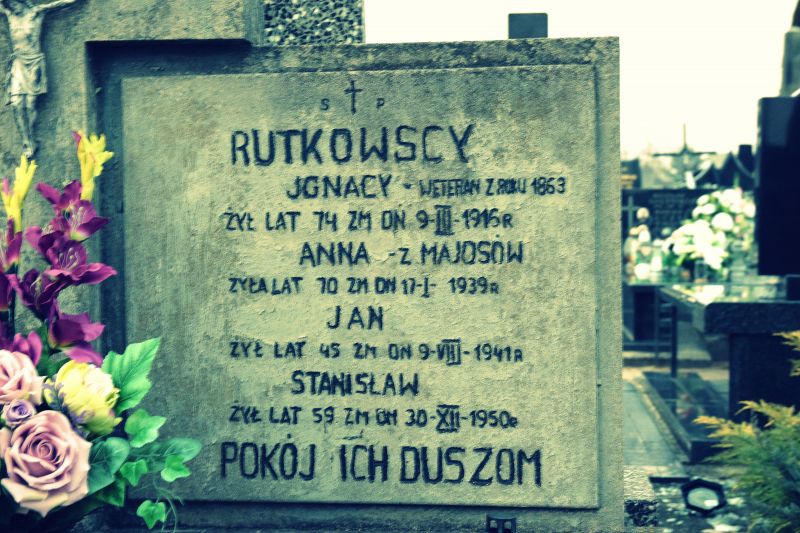 S P
RUTKOWSCY
IGNACY - WETERAN Z ROKU 1863
ŻYŁ LAT 74 ZM DN 9-III-1916R
ANNA - Z MAJOSÓW
ŻYŁA LAT 70 ZM DN 17-I-1939R
JAN
ŻYŁ LAT 45 ZM DN 9-VIII-1941R
STANISŁAW
ŻYŁ LAT 59 ZM DN 30-XII-1950R
POKÓJ ICH DUSZOM